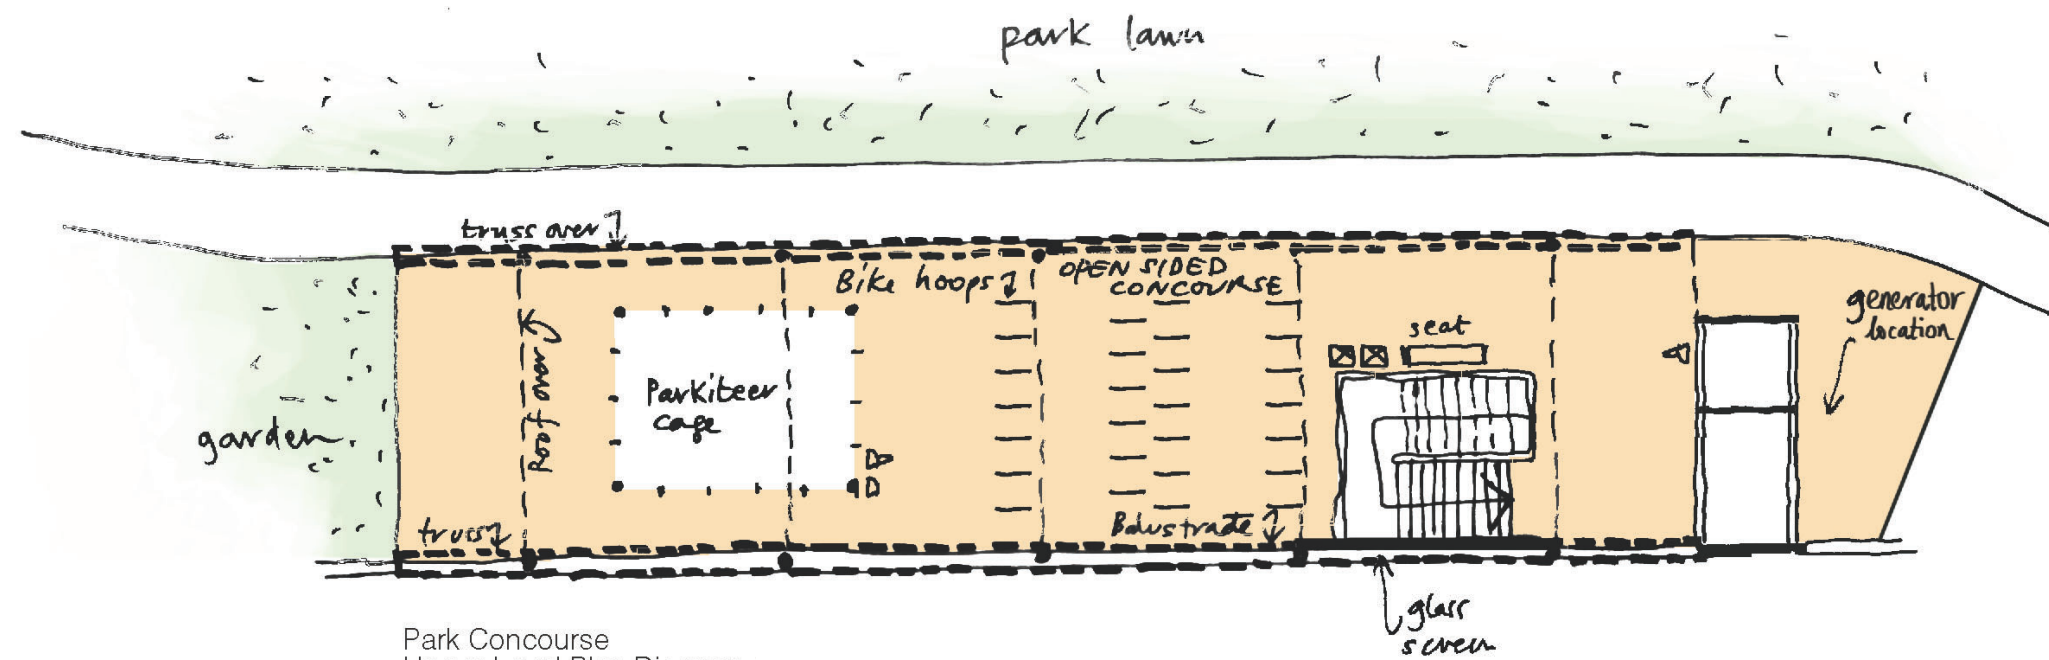 park lawn
truss over
Bike hoops
OPEN SIDED
CONCOURSE
generator
location
seat
Roof over
Parkiteer
cage
garden.
truss
Balustrade
glass
screen
Park Concourse